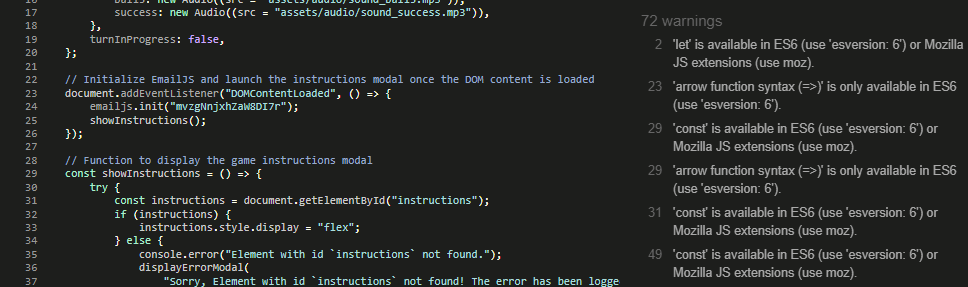 16 balls: new Audio((src = "assets/audio/sound_balls.mp3")),
17 success: new Audio((src = "assets/audio/sound_success.mp3")),
18 },
19 turnInProgress: false,
20 };
21
22 // Initialize EmailJS and launch the instructions modal once the DOM content is loaded
23 document.addEventListener("DOMContentLoaded", () => {
24 emailjs.init("mvzgNnjxhZaW8DI7r");
25 showInstructions();
26 });
27
28 // Function to display the game instructions modal
29 const showInstructions = () => {
30 try {
31 const instructions = document.getElementById("instructions");
32 if (instructions) {
33 instructions.style.display = "flex";
34 } else {
35 console.error("Element with id `instructions` not found.");
36 displayErrorModal(
37 "Sorry, Element with id `instructions` not found! The error has been logge
72 warnings
2 'let' is available in ES6 (use 'esversion: 6') or Mozilla
JS extensions (use moz).
23 'arrow function syntax (=>)' is only available in ES6
(use 'esversion: 6').
29 'const' is available in ES6 (use 'esversion: 6') or
Mozilla JS extensions (use moz).
29 'arrow function syntax (=>)' is only available in ES6
(use 'esversion: 6').
31 'const' is available in ES6 (use 'esversion: 6') or
Mozilla JS extensions (use moz).
49 'const' is available in ES6 (use 'esversion: 6') or
Mozilla JS extensions (use moz).